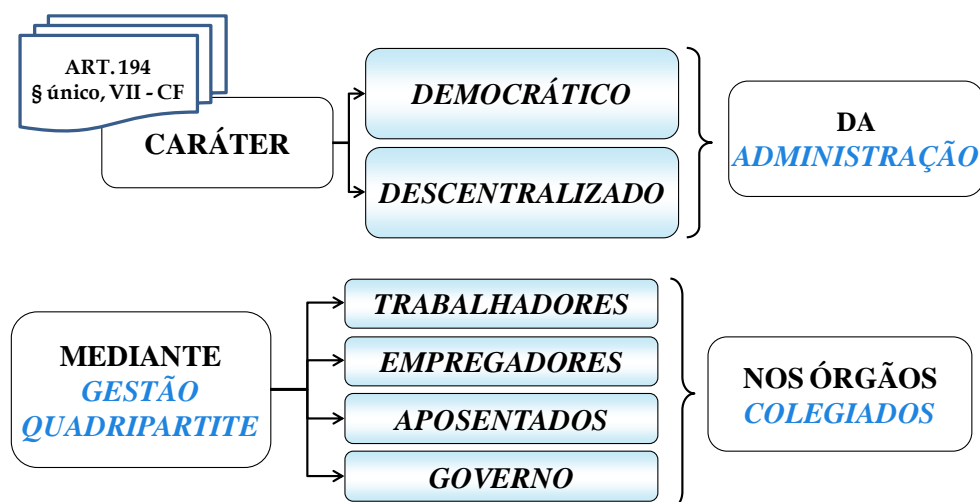 ART. 194
§ único, VII - CF
CARÁTER
DEMOCRÁTICO
DESCENTRALIZADO
DA
ADMINISTRAÇÃO
MEDIANTE
GESTÃO
QUADRIPARTITE
TRABALHADORES
EMPREGADORES
APOSENTADOS
GOVERNO
NOS ÓRGÃOS
COLEGIADOS